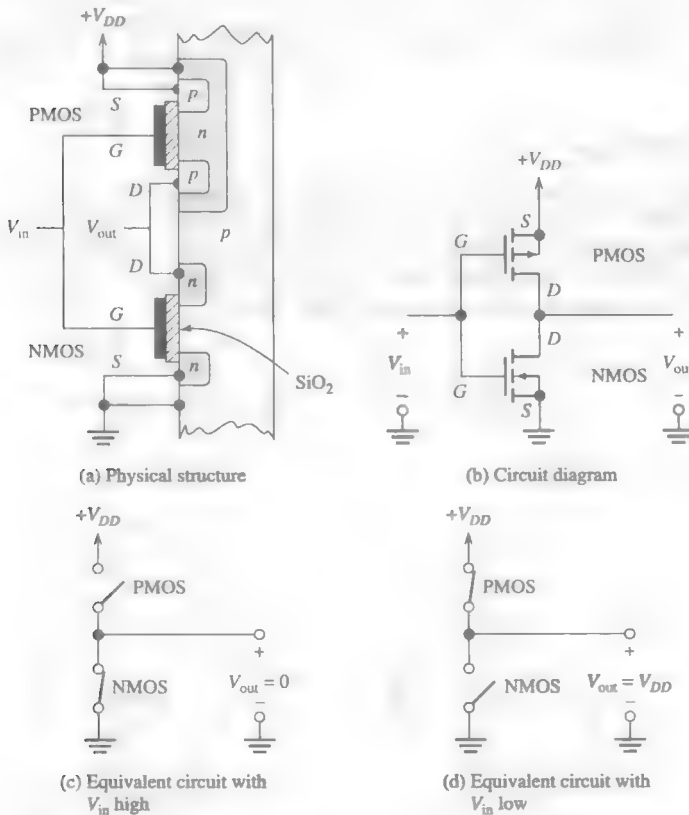 +V_DD
S
p
PMOS
n
G
p
D
V_in
V_out
p
D
n
G
NMOS
S
n
SiO₂
(a) Physical structure
+V_DD
S
G
PMOS
D
+
D
+
V_in
NMOS
V_out
−
G
S
−
(b) Circuit diagram
+V_DD
PMOS
+
NMOS
V_out = 0
−
(c) Equivalent circuit with
V_in high
+V_DD
PMOS
+
NMOS
V_out = V_DD
−
(d) Equivalent circuit with
V_in low